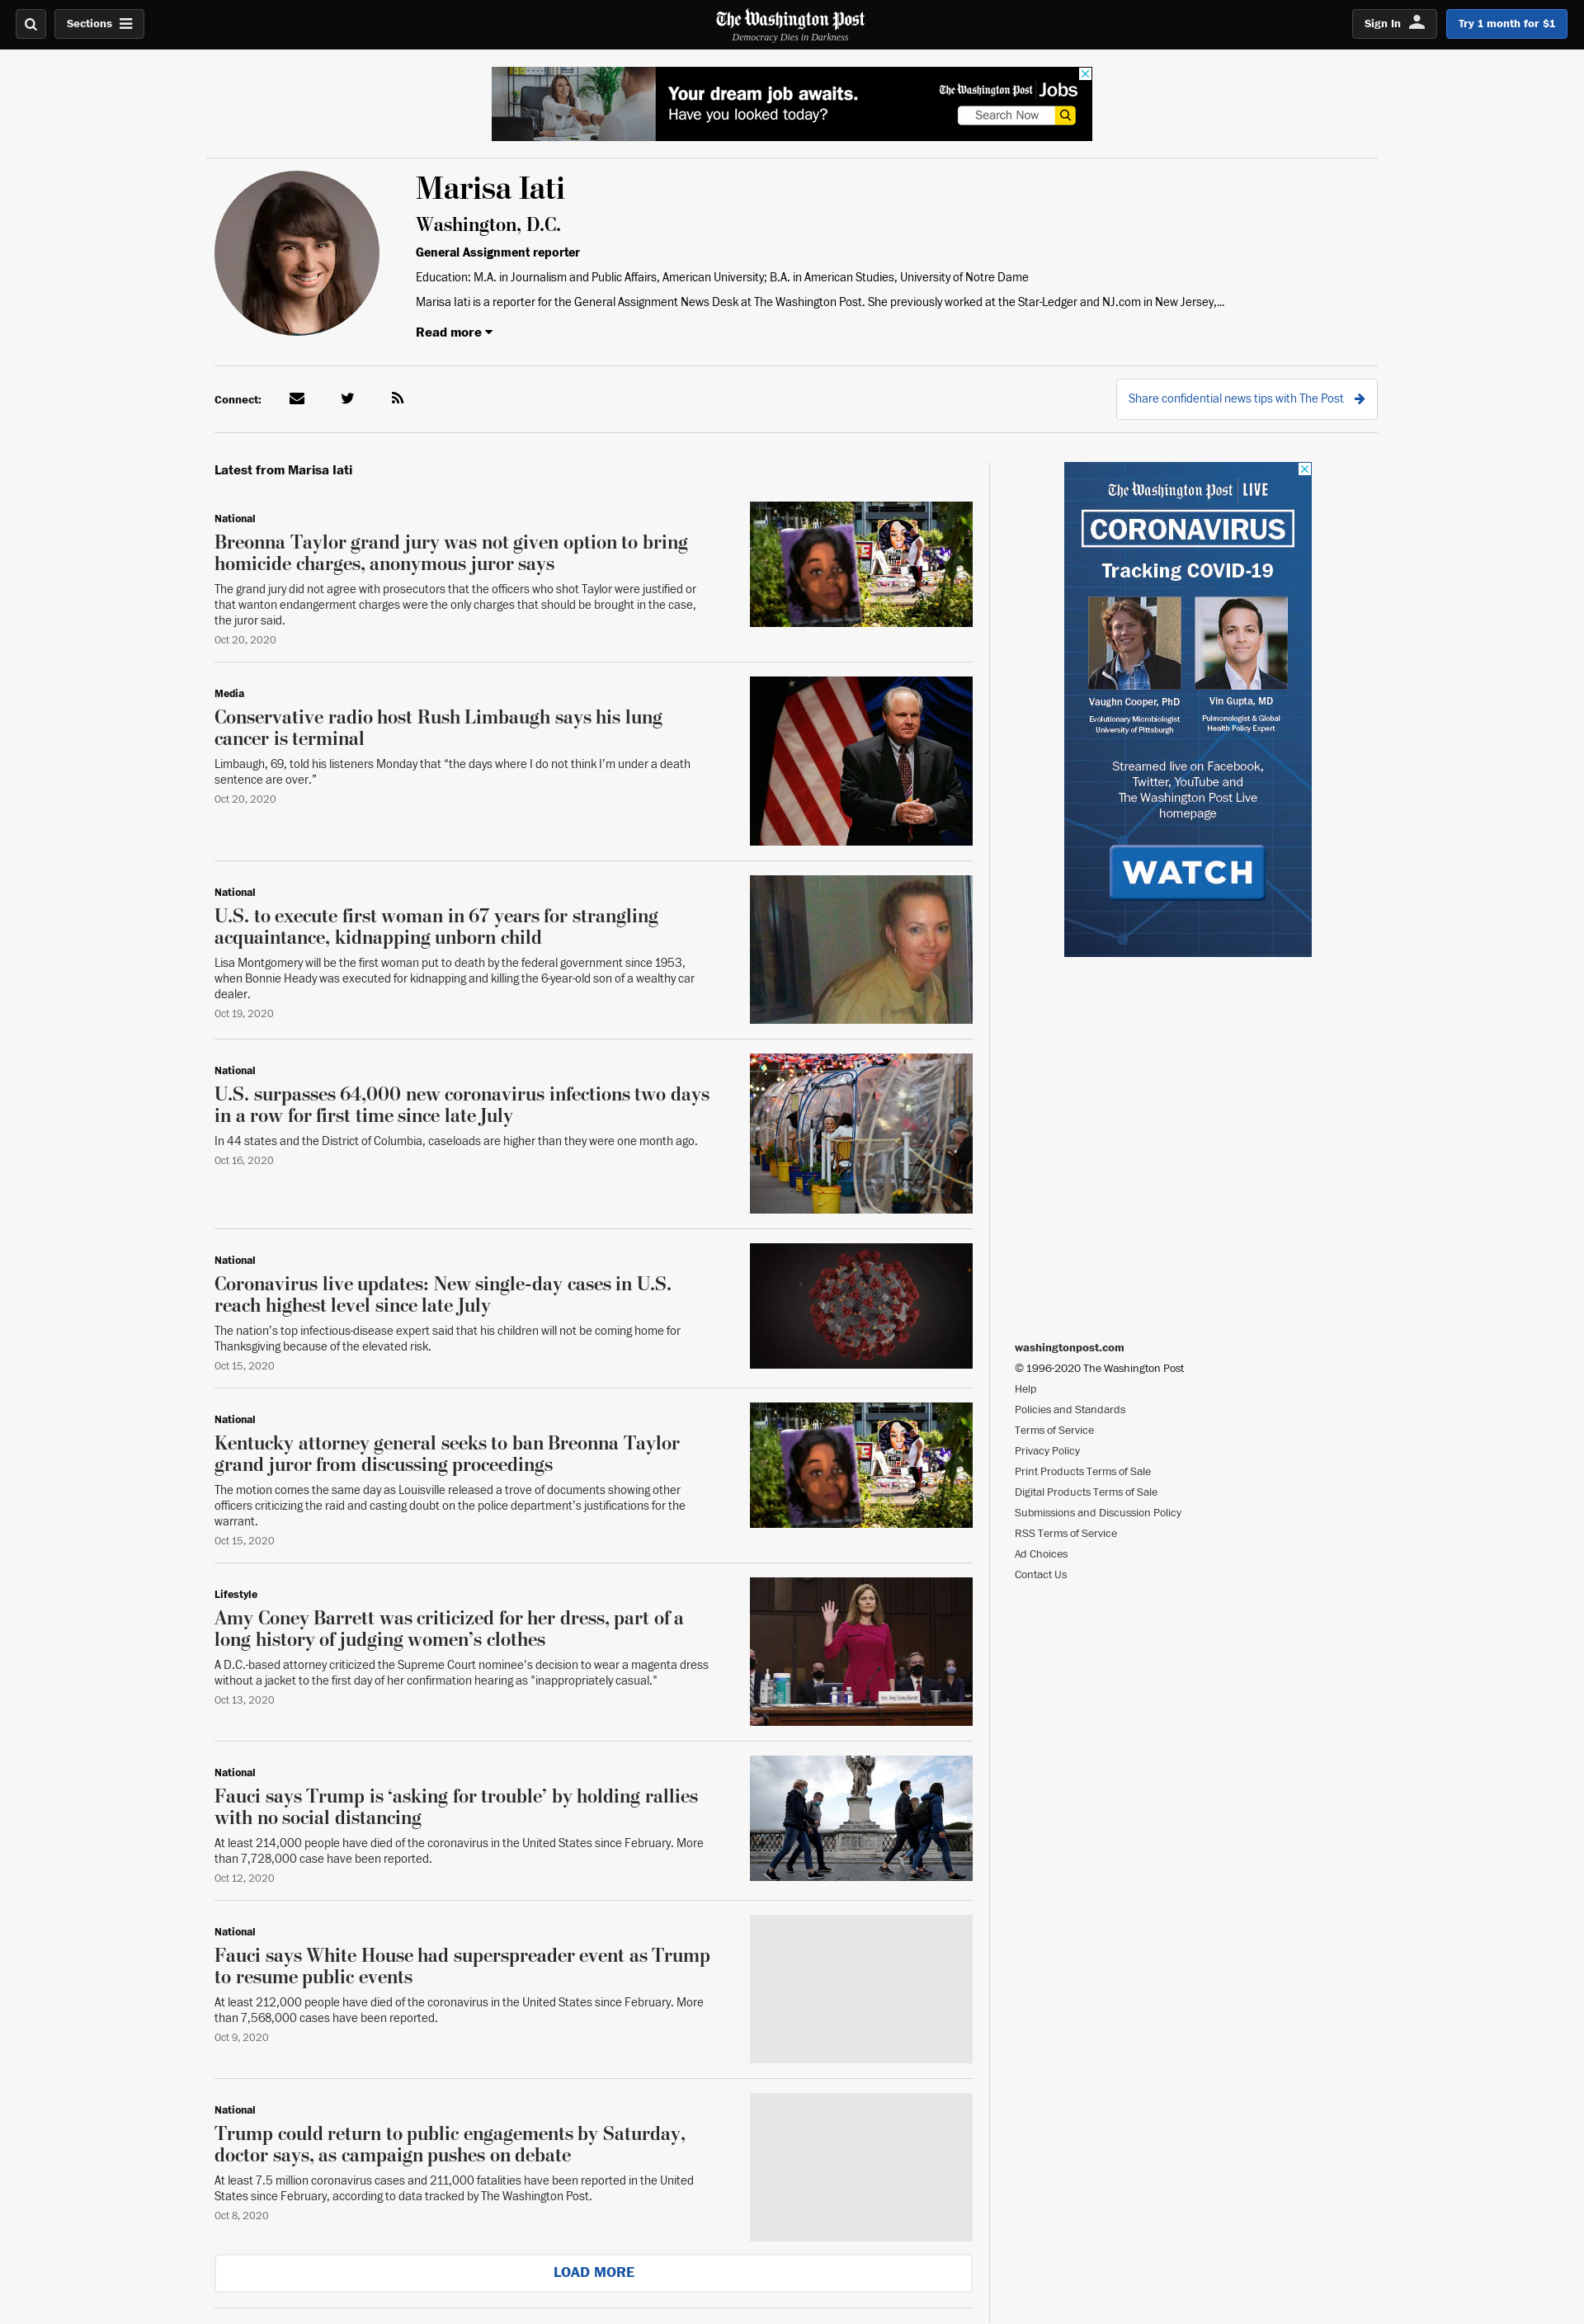 Sections
The Washington Post
Democracy Dies in Darkness
Sign In
Try 1 month for $1
Your dream job awaits.
Have you looked today?
The Washington Post Jobs
Search Now
Marisa Iati
Washington, D.C.
General Assignment reporter
Education: M.A. in Journalism and Public Affairs, American University; B.A. in American Studies, University of Notre Dame
Marisa Iati is a reporter for the General Assignment News Desk at The Washington Post. She previously worked at the Star-Ledger and NJ.com in New Jersey,...
Read more
Connect:
Share confidential news tips with The Post
Latest from Marisa Iati
National
Breonna Taylor grand jury was not given option to bring
homicide charges, anonymous juror says
The grand jury did not agree with prosecutors that the officers who shot Taylor were justified or
that wanton endangerment charges were the only charges that should be brought in the case,
the juror said.
Oct 20, 2020
Media
Conservative radio host Rush Limbaugh says his lung
cancer is terminal
Limbaugh, 69, told his listeners Monday that “the days where I do not think I’m under a death
sentence are over.”
Oct 20, 2020
National
U.S. to execute first woman in 67 years for strangling
acquaintance, kidnapping unborn child
Lisa Montgomery will be the first woman put to death by the federal government since 1953,
when Bonnie Heady was executed for kidnapping and killing the 6-year-old son of a wealthy car
dealer.
Oct 19, 2020
National
U.S. surpasses 64,000 new coronavirus infections two days
in a row for first time since late July
In 44 states and the District of Columbia, caseloads are higher than they were one month ago.
Oct 16, 2020
National
Coronavirus live updates: New single-day cases in U.S.
reach highest level since late July
The nation’s top infectious-disease expert said that his children will not be coming home for
Thanksgiving because of the elevated risk.
Oct 15, 2020
National
Kentucky attorney general seeks to ban Breonna Taylor
grand juror from discussing proceedings
The motion comes the same day as Louisville released a trove of documents showing other
officers criticizing the raid and casting doubt on the police department’s justifications for the
warrant.
Oct 15, 2020
Lifestyle
Amy Coney Barrett was criticized for her dress, part of a
long history of judging women’s clothes
A D.C.-based attorney criticized the Supreme Court nominee's decision to wear a magenta dress
without a jacket to the first day of her confirmation hearing as "inappropriately casual."
Oct 13, 2020
Hon. Amy Coney Barrett
National
Fauci says Trump is ‘asking for trouble’ by holding rallies
with no social distancing
At least 214,000 people have died of the coronavirus in the United States since February. More
than 7,728,000 case have been reported.
Oct 12, 2020
National
Fauci says White House had superspreader event as Trump
to resume public events
At least 212,000 people have died of the coronavirus in the United States since February. More
than 7,568,000 cases have been reported.
Oct 9, 2020
National
Trump could return to public engagements by Saturday,
doctor says, as campaign pushes on debate
At least 7.5 million coronavirus cases and 211,000 fatalities have been reported in the United
States since February, according to data tracked by The Washington Post.
Oct 8, 2020
LOAD MORE
The Washington Post LIVE
CORONAVIRUS
Tracking COVID-19
Vaughn Cooper, PhD
Evolutionary Microbiologist
University of Pittsburgh
Vin Gupta, MD
Pulmonologist & Global
Health Policy Expert
Streamed live on Facebook,
Twitter, YouTube and
The Washington Post Live
homepage
WATCH
washingtonpost.com
© 1996-2020 The Washington Post
Help
Policies and Standards
Terms of Service
Privacy Policy
Print Products Terms of Sale
Digital Products Terms of Sale
Submissions and Discussion Policy
RSS Terms of Service
Ad Choices
Contact Us